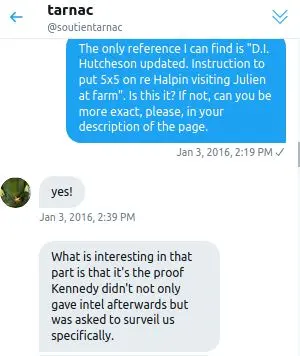 tarnac
@soutientarnac
The only reference I can find is "D.I.
Hutcheson updated. Instruction to
put 5x5 on re Halpin visiting Julien
at farm". Is this it? If not, can you be
more exact, please, in your
description of the page.
Jan 3, 2016, 2:19 PM ✓
yes!
Jan 3, 2016, 2:39 PM
What is interesting in that
part is that it's the proof
Kennedy didn't not only
gave intel afterwards but
was asked to surveil us
specifically.